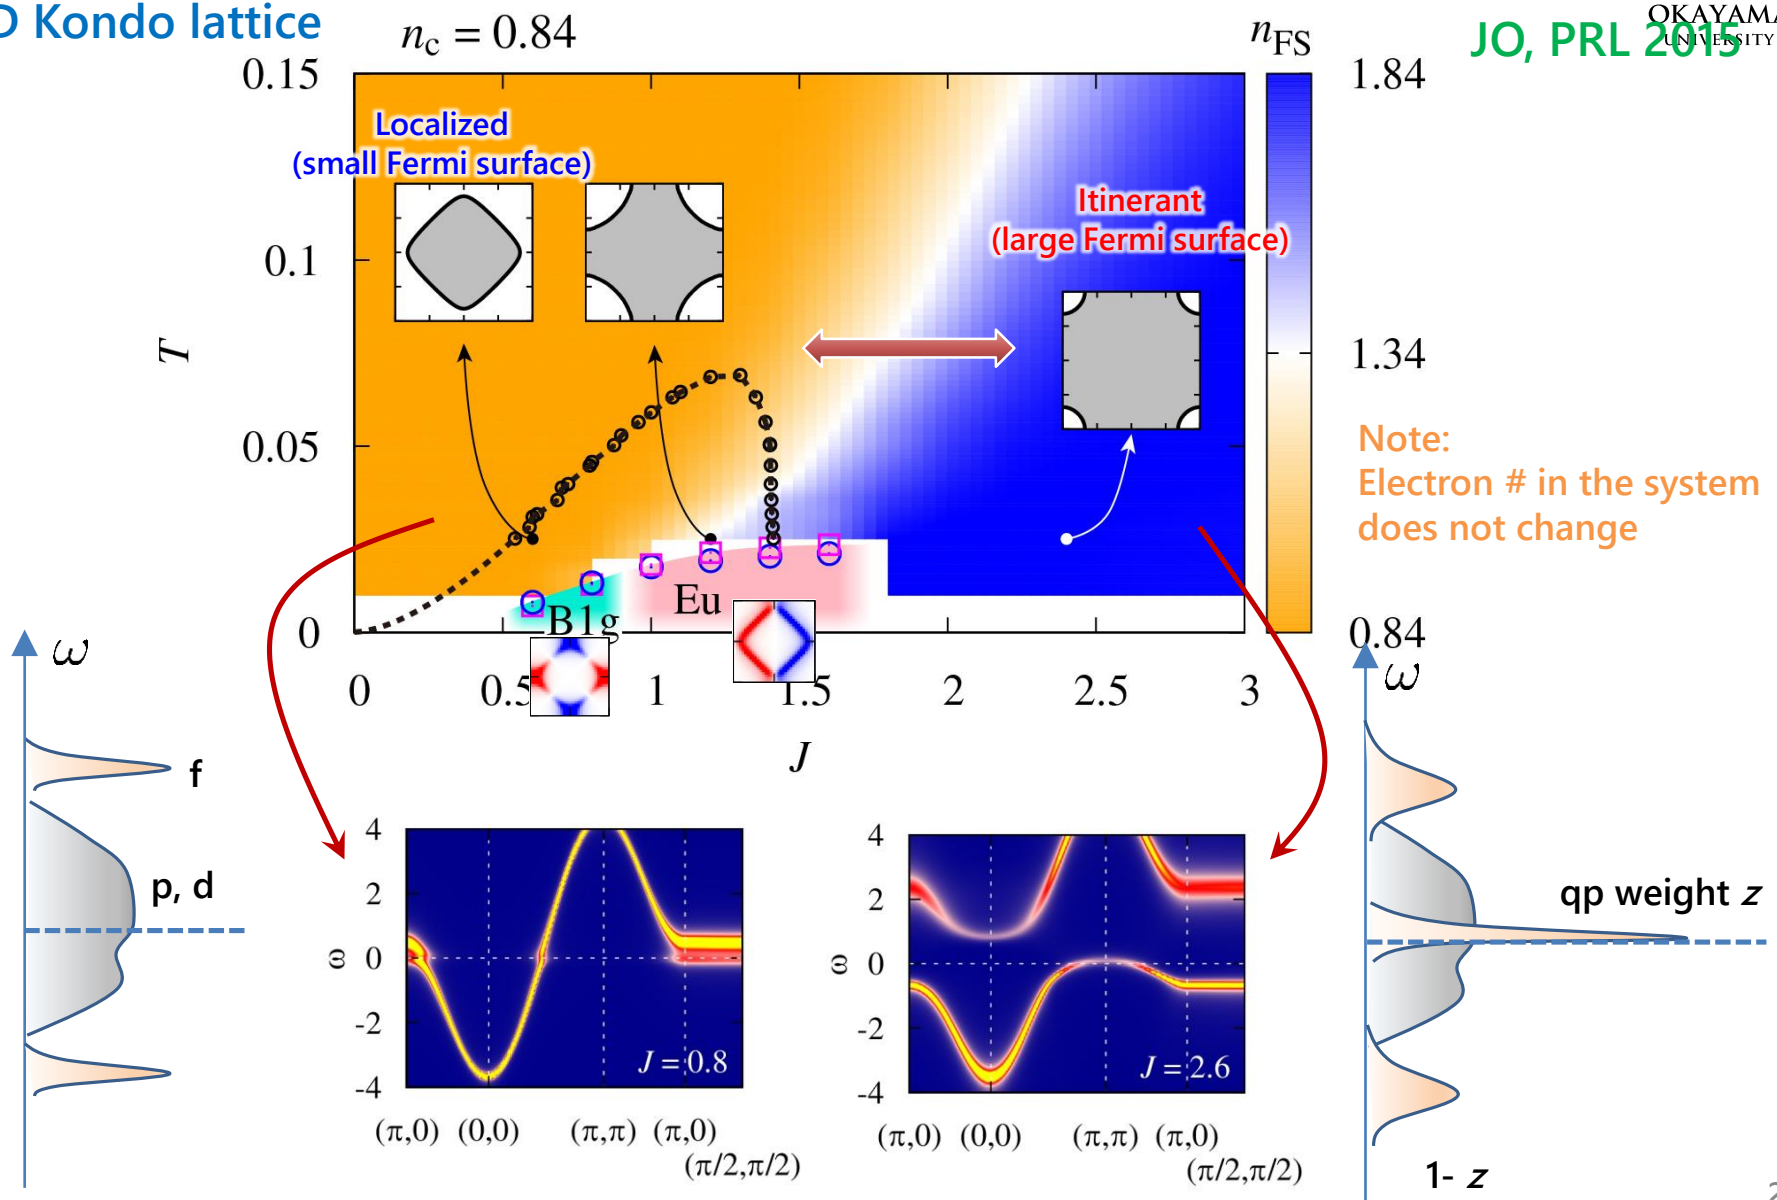 D Kondo lattice
n_c = 0.84
n_FS
JO, PRL 2015
OKAYAMA
UNIVERSITY
0.15
0.1
0.05
0
T
Localized
(small Fermi surface)
Itinerant
(large Fermi surface)
1.84
1.34
0.84
Note:
Electron # in the system
does not change
B1g
Eu
0 0.5 1 1.5 2 2.5 3
J
ω
f
p, d
4
2
0
-2
-4
ω
J = 0.8
(π,0) (0,0) (π,π) (π,0)
(π/2,π/2)
4
2
0
-2
-4
ω
J = 2.6
(π,0) (0,0) (π,π) (π,0)
(π/2,π/2)
ω
qp weight z
1- z